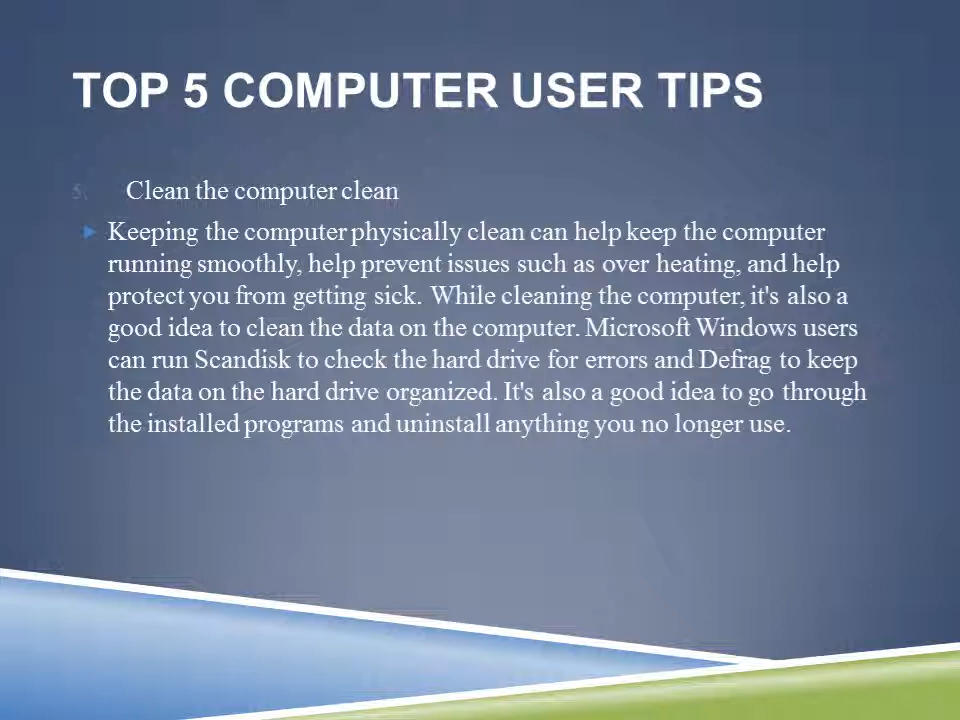 TOP 5 COMPUTER USER TIPS
5. Clean the computer clean
Keeping the computer physically clean can help keep the computer
running smoothly, help prevent issues such as over heating, and help
protect you from getting sick. While cleaning the computer, it's also a
good idea to clean the data on the computer. Microsoft Windows users
can run Scandisk to check the hard drive for errors and Defrag to keep
the data on the hard drive organized. It's also a good idea to go through
the installed programs and uninstall anything you no longer use.